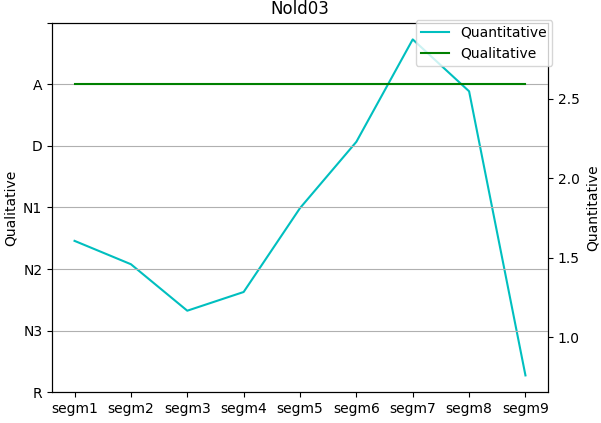 Nold03
Quantitative
Qualitative
A
D
N1
N2
N3
R
Qualitative
2.5
2.0
1.5
1.0
Quantitative
segm1 segm2 segm3 segm4 segm5 segm6 segm7 segm8 segm9